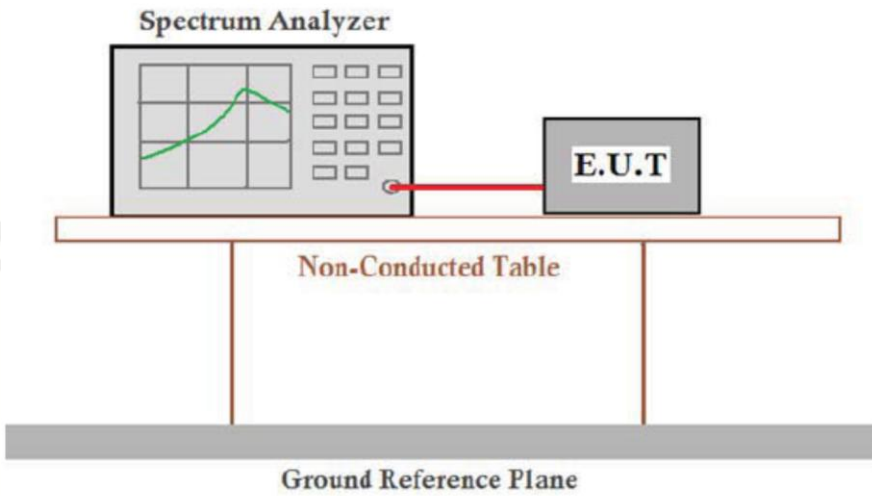 Spectrum Analyzer
E.U.T
Non-Conducted Table
Ground Reference Plane